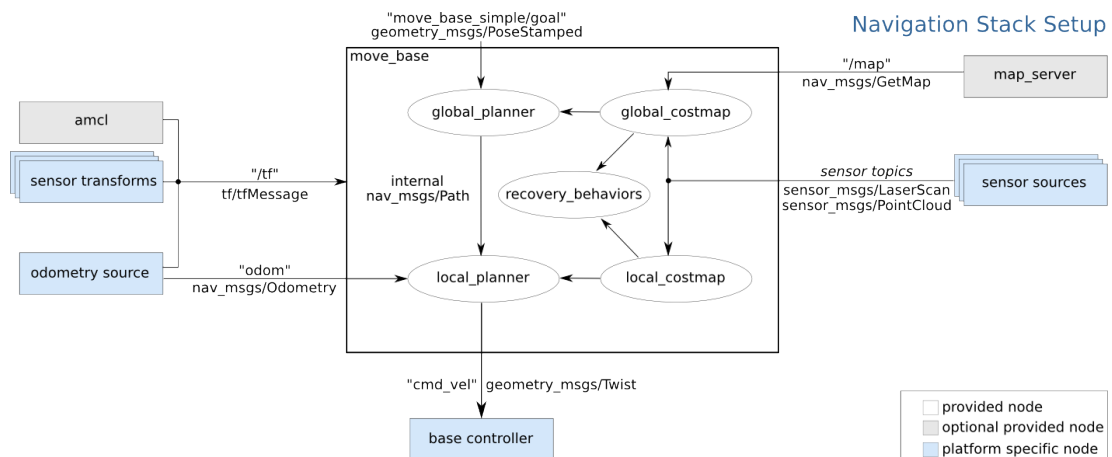 Navigation Stack Setup
"move_base_simple/goal"
geometry_msgs/PoseStamped
move_base
"/map"
nav_msgs/GetMap
map_server
amcl
global_planner
global_costmap
sensor transforms
"/tf"
tf/tfMessage
internal
nav_msgs/Path
recovery_behaviors
sensor topics
sensor_msgs/LaserScan
sensor_msgs/PointCloud
sensor sources
odometry source
"odom"
nav_msgs/Odometry
local_planner
local_costmap
"cmd_vel" geometry_msgs/Twist
base controller
provided node
optional provided node
platform specific node